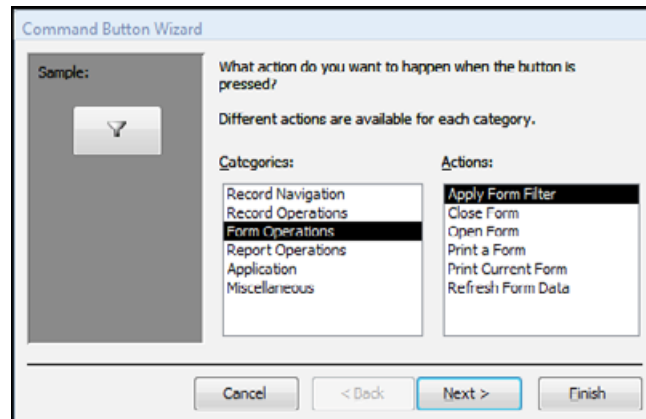 Command Button Wizard
Sample:
What action do you want to happen when the button is
pressed?
Different actions are available for each category.
Categories:
Record Navigation
Record Operations
Form Operations
Report Operations
Application
Miscellaneous
Actions:
Apply Form Filter
Close Form
Open Form
Print a Form
Print Current Form
Refresh Form Data
Cancel
< Back
Next >
Finish